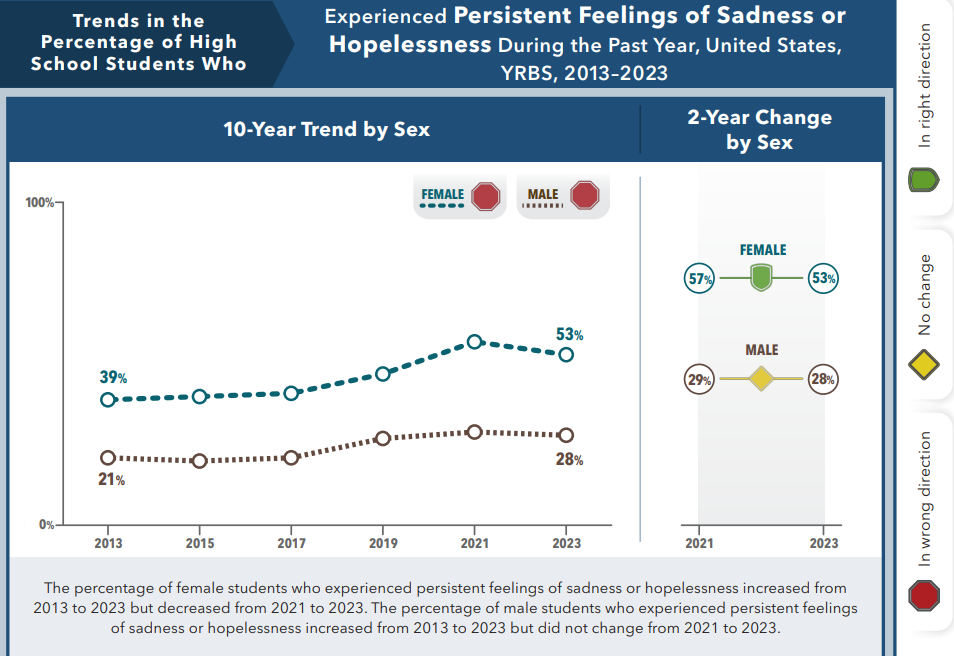 Trends in the
Percentage of High
School Students Who
Experienced Persistent Feelings of Sadness or
Hopelessness During the Past Year, United States,
YRBS, 2013–2023
10-Year Trend by Sex
2-Year Change
by Sex
FEMALE
MALE
100%
0%
39%
53%
21%
28%
2013
2015
2017
2019
2021
2023
FEMALE
57%
53%
MALE
29%
28%
2021
2023
The percentage of female students who experienced persistent feelings of sadness or hopelessness increased from
2013 to 2023 but decreased from 2021 to 2023. The percentage of male students who experienced persistent feelings
of sadness or hopelessness increased from 2013 to 2023 but did not change from 2021 to 2023.
In right direction
No change
In wrong direction